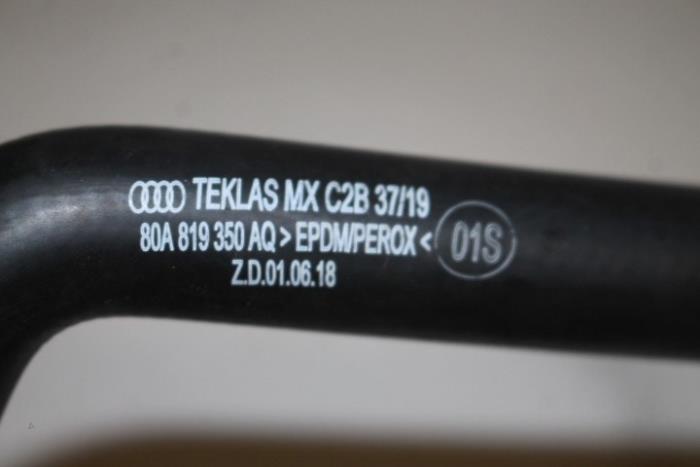 TEKLAS MX C2B 37/19
80A 819 350 AQ > EPDM/PEROX < 01S
Z.D.01.06.18